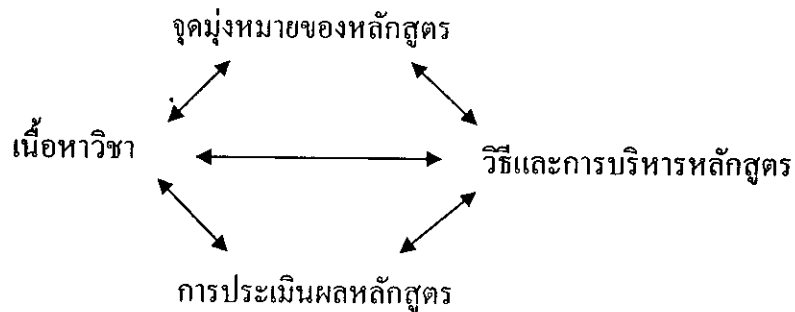 จุดมุ่งหมายของหลักสูตร
เนื้อหาวิชา
วิธีและการบริหารหลักสูตร
การประเมินผลหลักสูตร